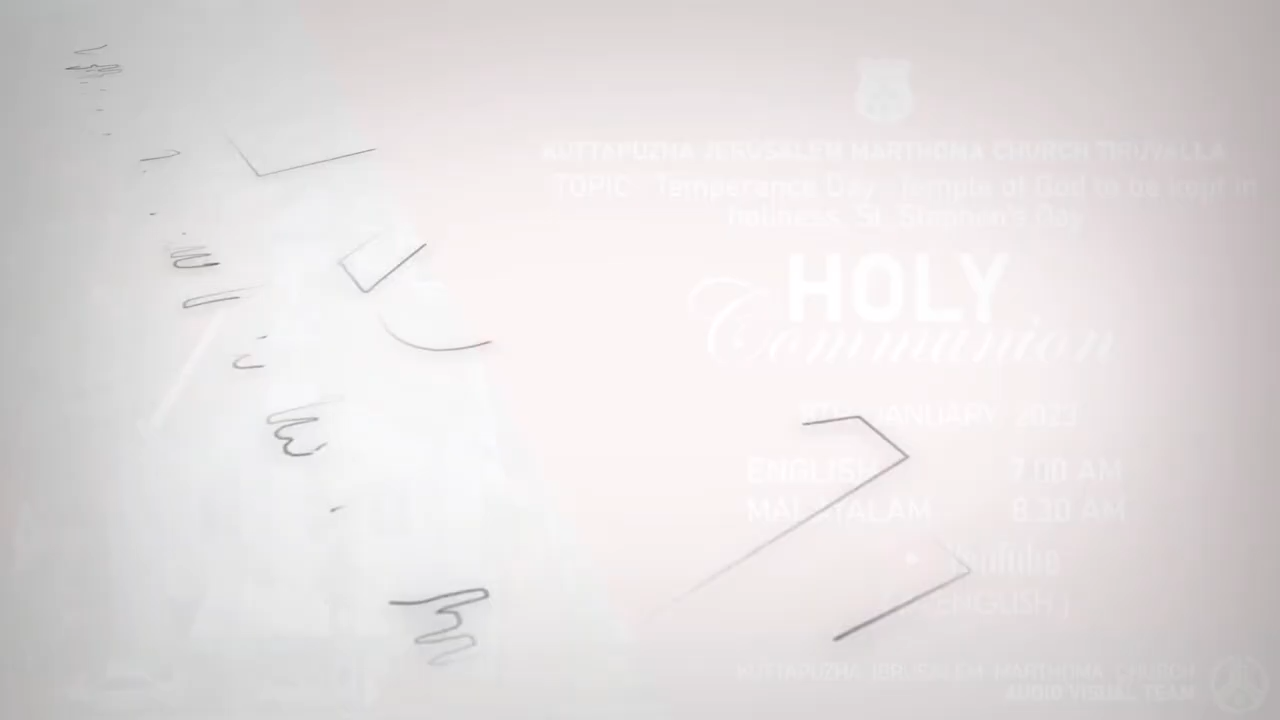 KUTTAPUZHA JERUSALEM MARTHOMA CHURCH TIRUVALLA
TOPIC Temperance Day Temple of God to be kept in
holiness, St. Stephen's Day
HOLY
Communion
JANUARY 2023
ENGLISH 7.00 AM
MALAYALAM 8.30 AM
YouTube
ENGLISH
KUTTAPUZHA JERUSALEM MARTHOMA CHURCH
AUDIO VISUAL TEAM